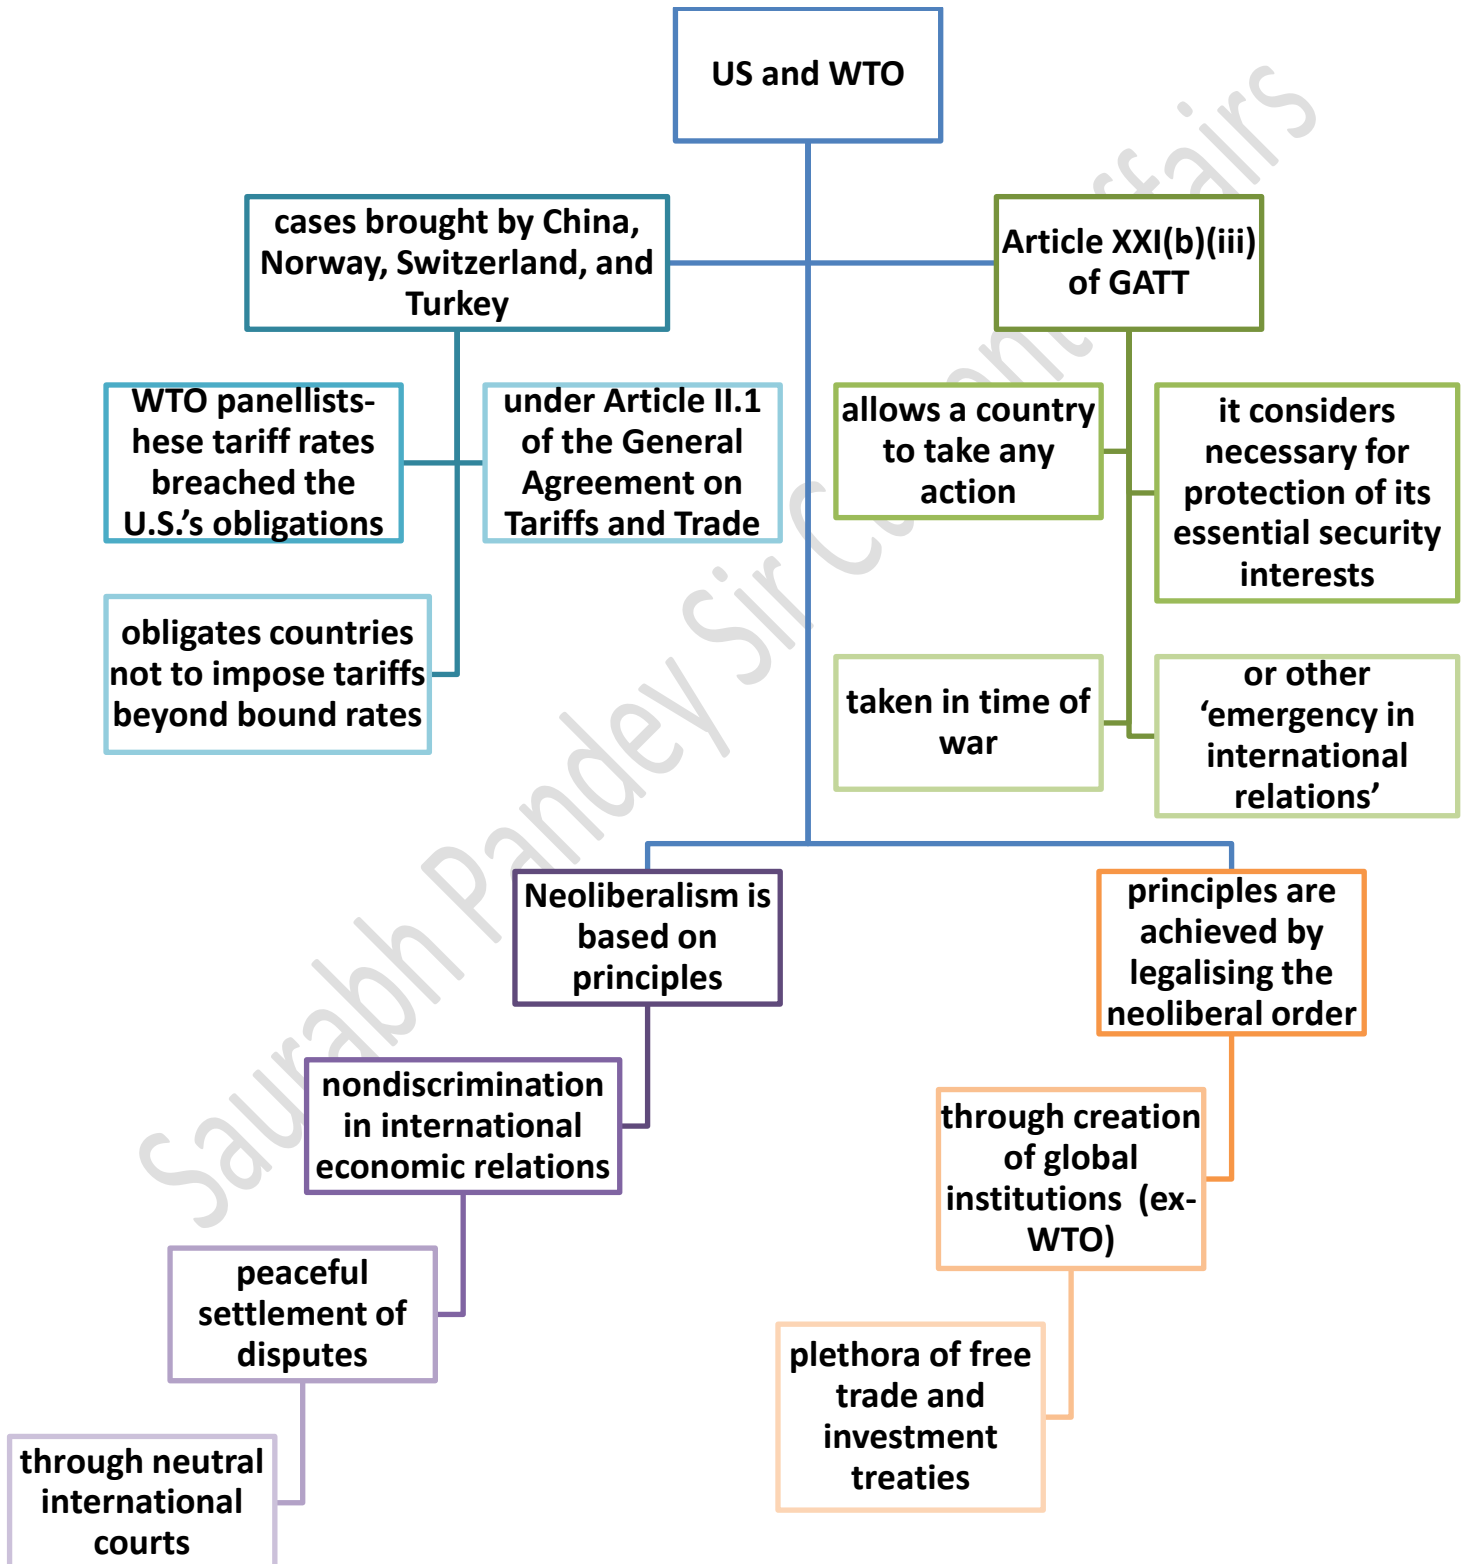 US and WTO
cases brought by China,
Norway, Switzerland, and
Turkey
Article XXI(b)(iii)
of GATT
WTO panellists-
hese tariff rates
breached the
U.S.’s obligations
under Article II.1
of the General
Agreement on
Tariffs and Trade
allows a country
to take any
action
it considers
necessary for
protection of its
essential security
interests
obligates countries
not to impose tariffs
beyond bound rates
taken in time of
war
or other
‘emergency in
international
relations’
Neoliberalism is
based on
principles
principles are
achieved by
legalising the
neoliberal order
nondiscrimination
in international
economic relations
through creation
of global
institutions (ex-
WTO)
peaceful
settlement of
disputes
plethora of free
trade and
investment
treaties
through neutral
international
courts
Saurabh Pandey Sir Current Affairs